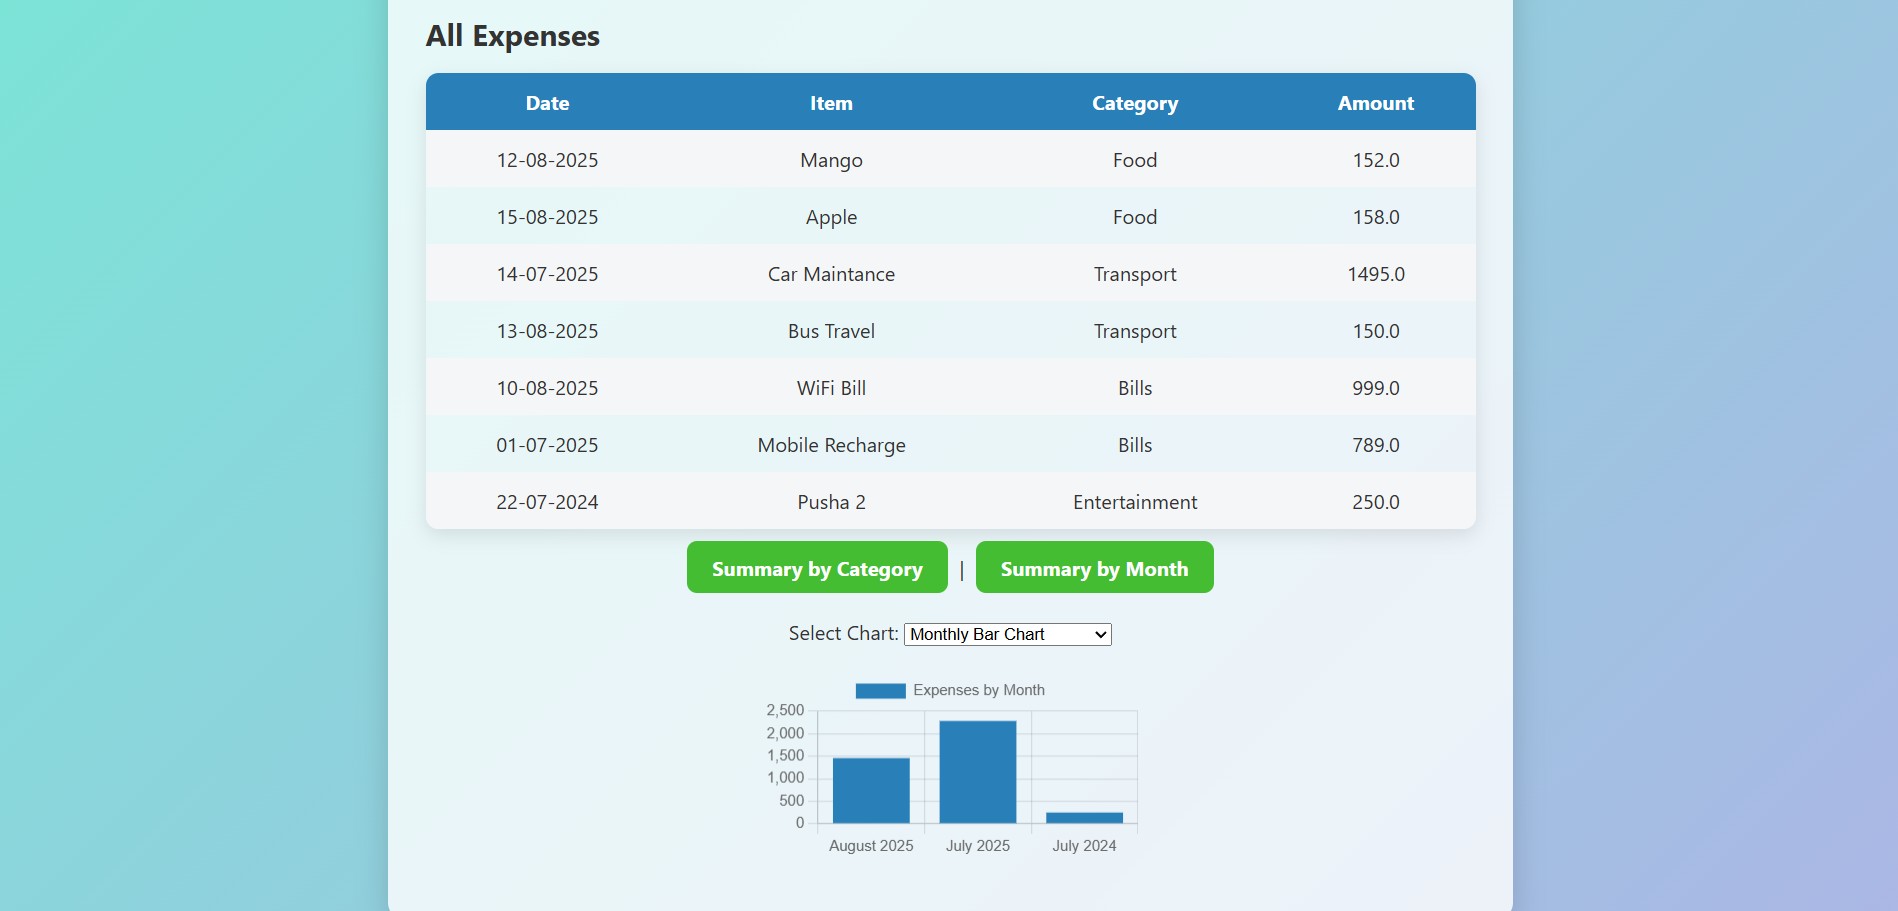 All Expenses
Date Item Category Amount
12-08-2025 Mango Food 152.0
15-08-2025 Apple Food 158.0
14-07-2025 Car Maintance Transport 1495.0
13-08-2025 Bus Travel Transport 150.0
10-08-2025 WiFi Bill Bills 999.0
01-07-2025 Mobile Recharge Bills 789.0
22-07-2024 Pusha 2 Entertainment 250.0
Summary by Category | Summary by Month
Select Chart: Monthly Bar Chart
Expenses by Month
2,500
2,000
1,500
1,000
500
0
August 2025 July 2025 July 2024